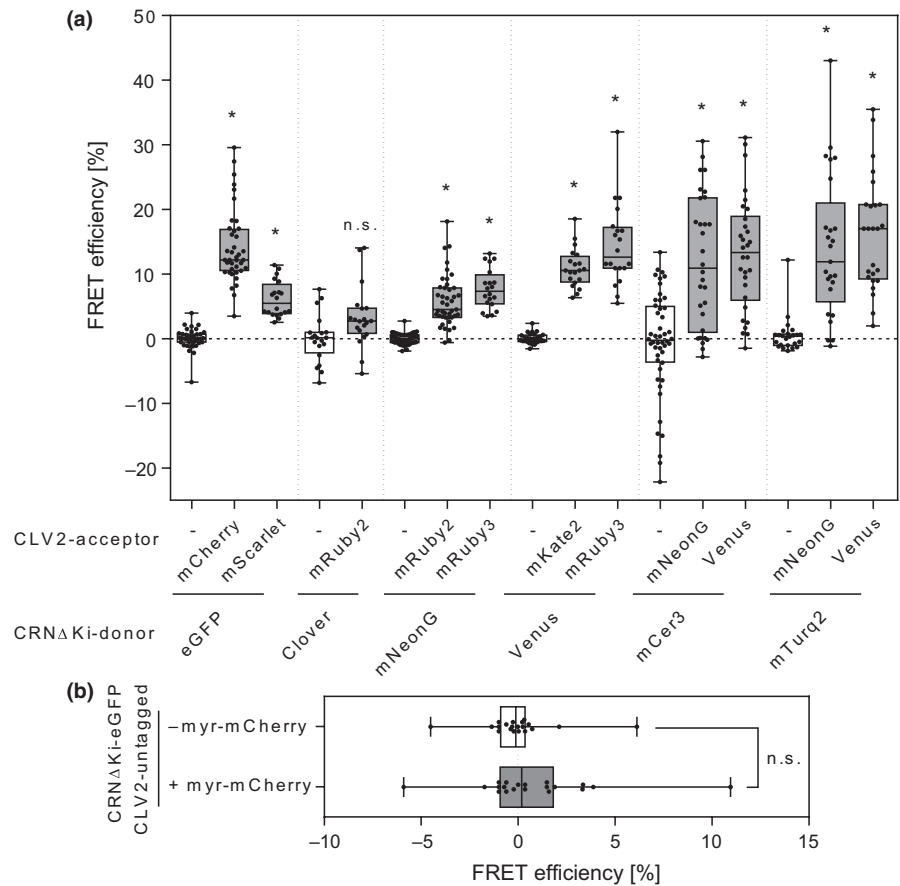 (a)
50
40
30
20
10
0
–10
–20
FRET efficiency [%]
* * n.s. * * * * * * * *
CLV2-acceptor
- mCherry mScarlet - mRuby2 - mRuby2 mRuby3 - mKate2 mRuby3 - mNeonG Venus - mNeonG Venus
CRNΔKi-donor
eGFP Clover mNeonG Venus mCer3 mTurq2
(b)
CRNΔKi-eGFP
CLV2-untagged
–myr-mCherry
+ myr-mCherry
n.s.
–10 –5 0 5 10 15
FRET efficiency [%]